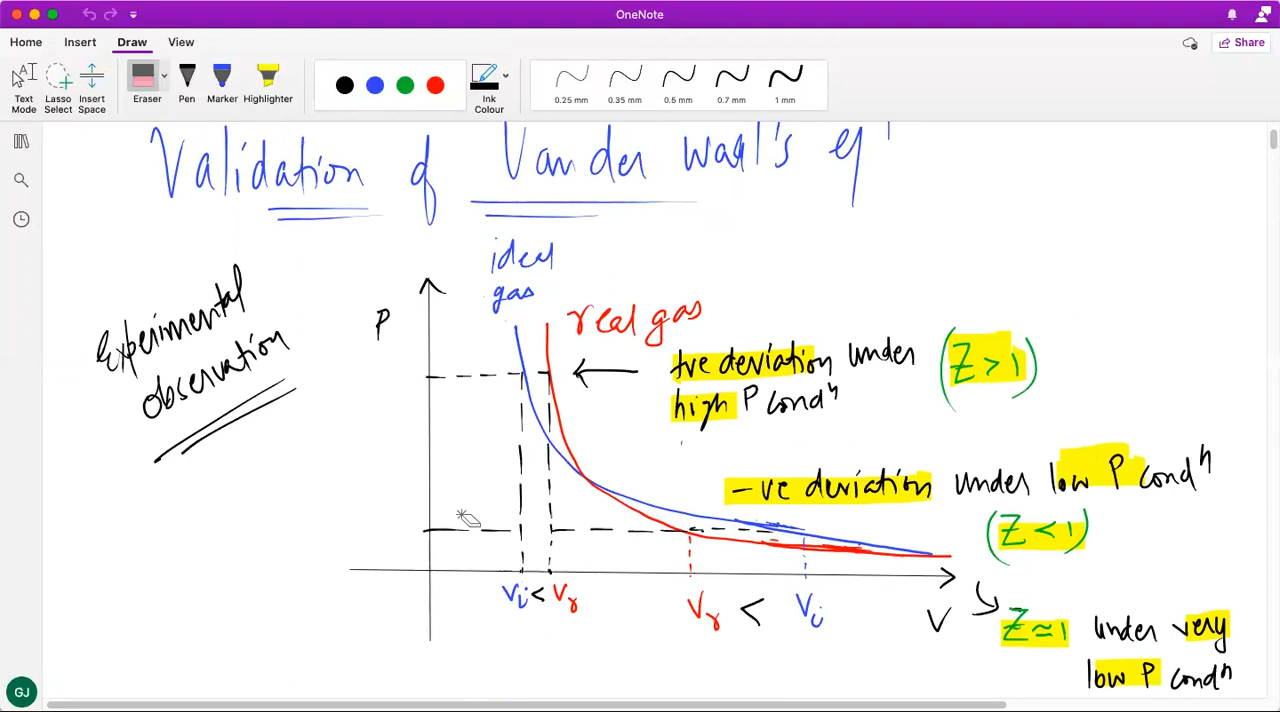 OneNote
Home Insert Draw View
Share
Text Mode
Lasso Select
Insert Space
Eraser
Pen
Marker
Highlighter
Ink Colour
0.25 mm
0.35 mm
0.5 mm
0.7 mm
1 mm
Validation of Van der waal's eqⁿ
Experimental
observation
P
ideal
gas
real gas
+ve deviation under
high P condⁿ
(Z > 1)
-ve deviation under low P condⁿ
(Z < 1)
Vi < Vr
Vr < Vi
V
Z ≃ 1 under very
low P condⁿ
GJ